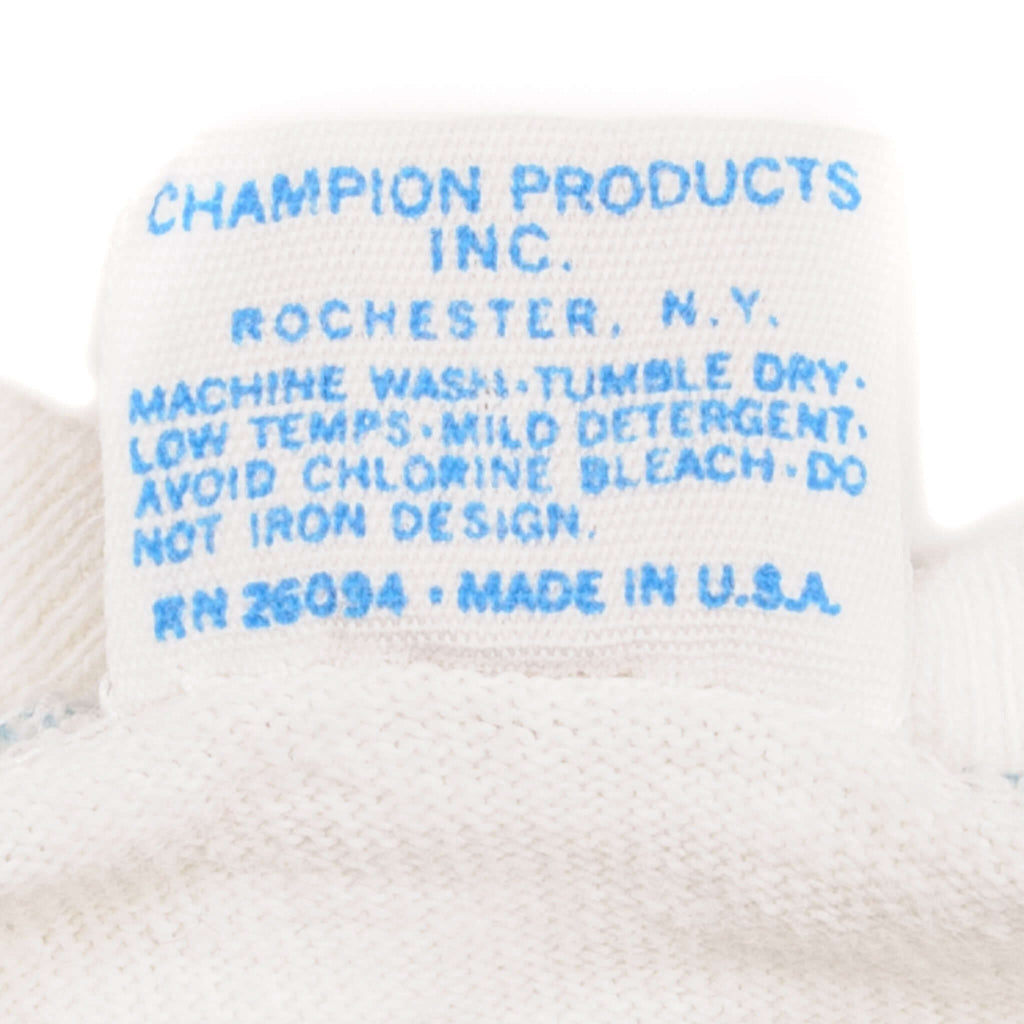 CHAMPION PRODUCTS
INC.
ROCHESTER, N.Y.
MACHINE WASH·TUMBLE DRY·
LOW TEMPS·MILD DETERGENT.
AVOID CHLORINE BLEACH·DO
NOT IRON DESIGN.
RN 26094 · MADE IN U.S.A.